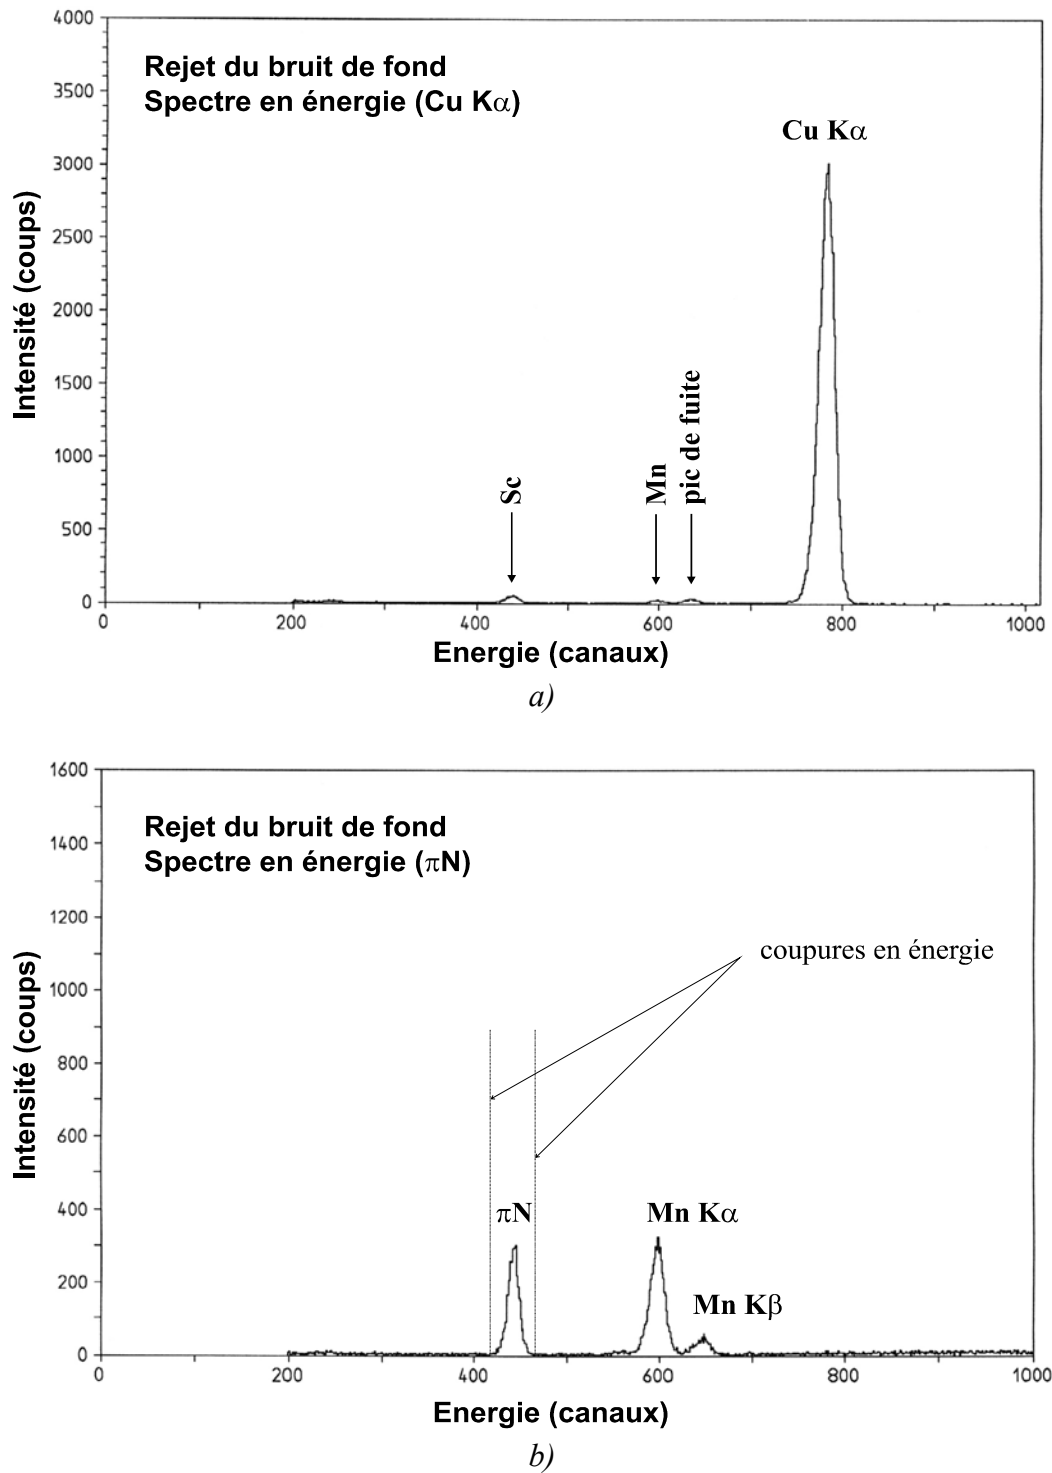 4000
Rejet du bruit de fond
Spectre en énergie (Cu Kα)
3500
Cu Kα
3000
2500
2000
1500
1000
500
0
Intensité (coups)
Sc
Mn
pic de fuite
0 200 400 600 800 1000
Energie (canaux)
a)
1600
Rejet du bruit de fond
Spectre en énergie (πN)
1400
1200
coupures en énergie
1000
800
600
400
200
0
Intensité (coups)
πN
Mn Kα
Mn Kβ
0 200 400 600 800 1000
Energie (canaux)
b)